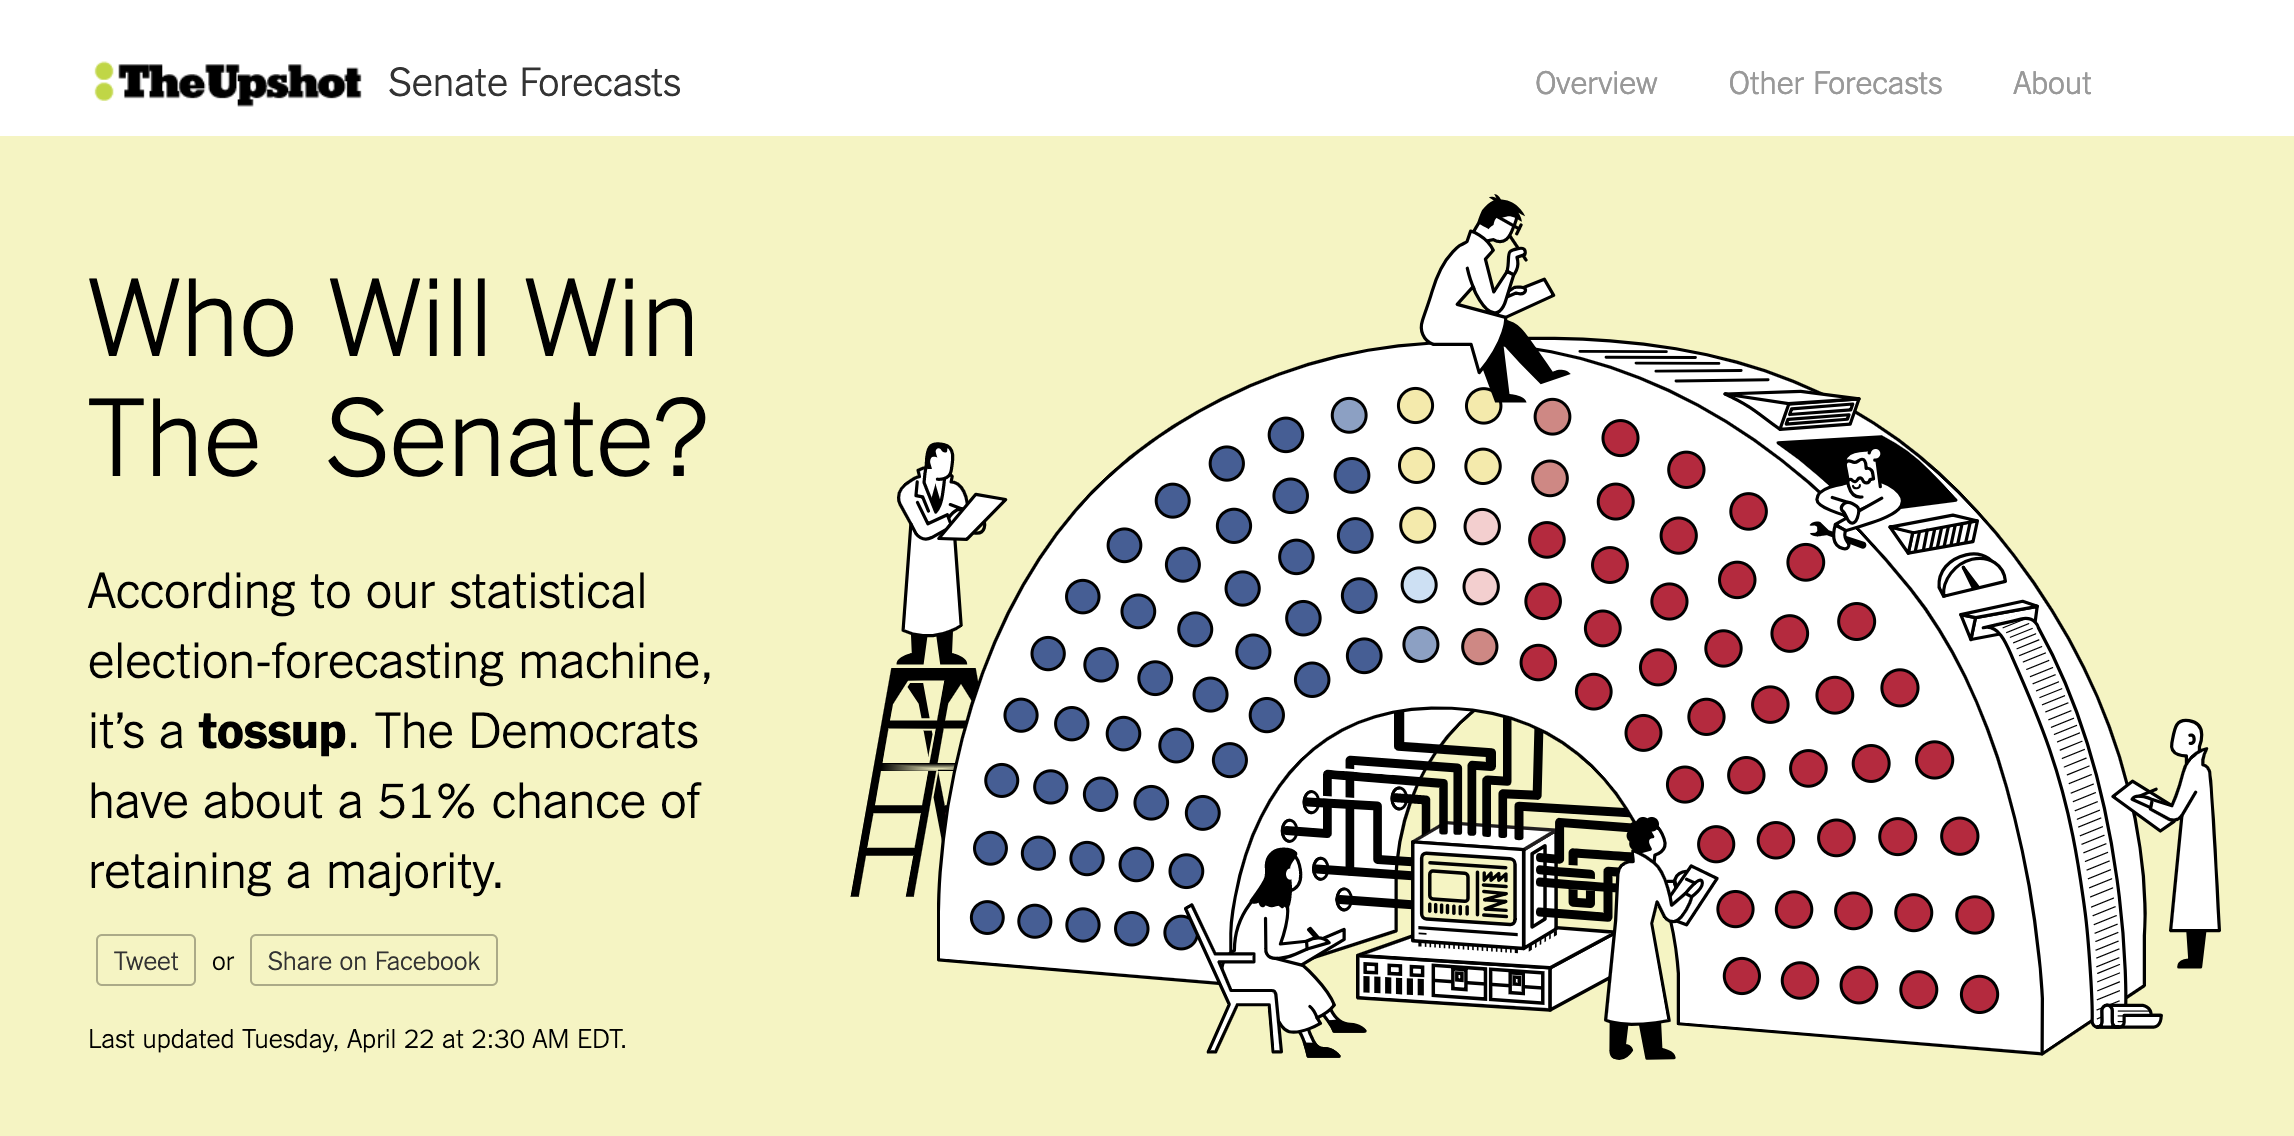 TheUpshot Senate Forecasts
Overview Other Forecasts About
Who Will Win
The Senate?
According to our statistical
election-forecasting machine,
it’s a tossup. The Democrats
have about a 51% chance of
retaining a majority.
Tweet or Share on Facebook
Last updated Tuesday, April 22 at 2:30 AM EDT.